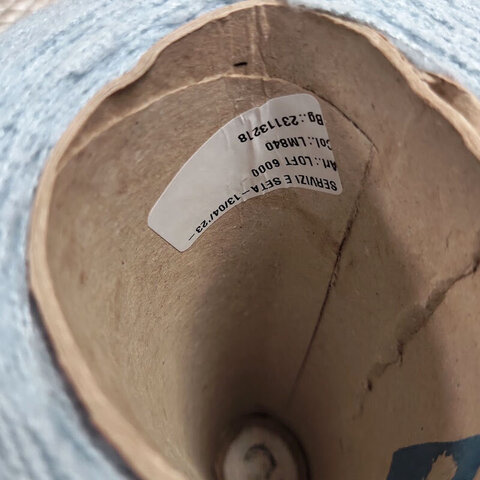 SERVIZI E SETA – 13/04/'23 –
Art.: LOFT 6000
Col.: LM840
Bg.: 23113218